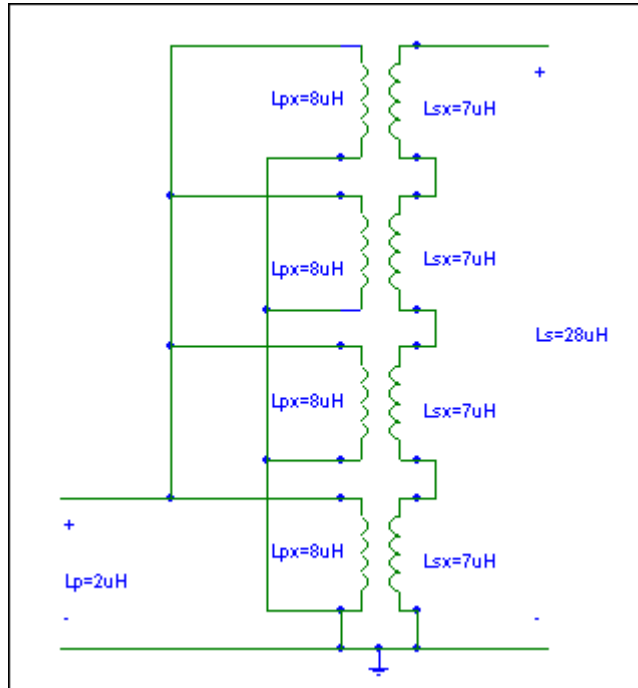 Lpx=8uH
Lsx=7uH
+
Lpx=8uH
Lsx=7uH
Ls=28uH
Lpx=8uH
Lsx=7uH
+
Lpx=8uH
Lsx=7uH
Lp=2uH
-
-